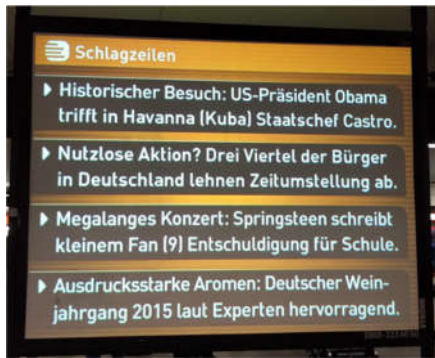 Schlagzeilen
Historischer Besuch: US-Präsident Obama
trifft in Havanna (Kuba) Staatschef Castro.
Nutzlose Aktion? Drei Viertel der Bürger
in Deutschland lehnen Zeitumstellung ab.
Megalanges Konzert: Springsteen schreibt
kleinem Fan (9) Entschuldigung für Schule.
Ausdrucksstarke Aromen: Deutscher Wein-
jahrgang 2015 laut Experten hervorragend.